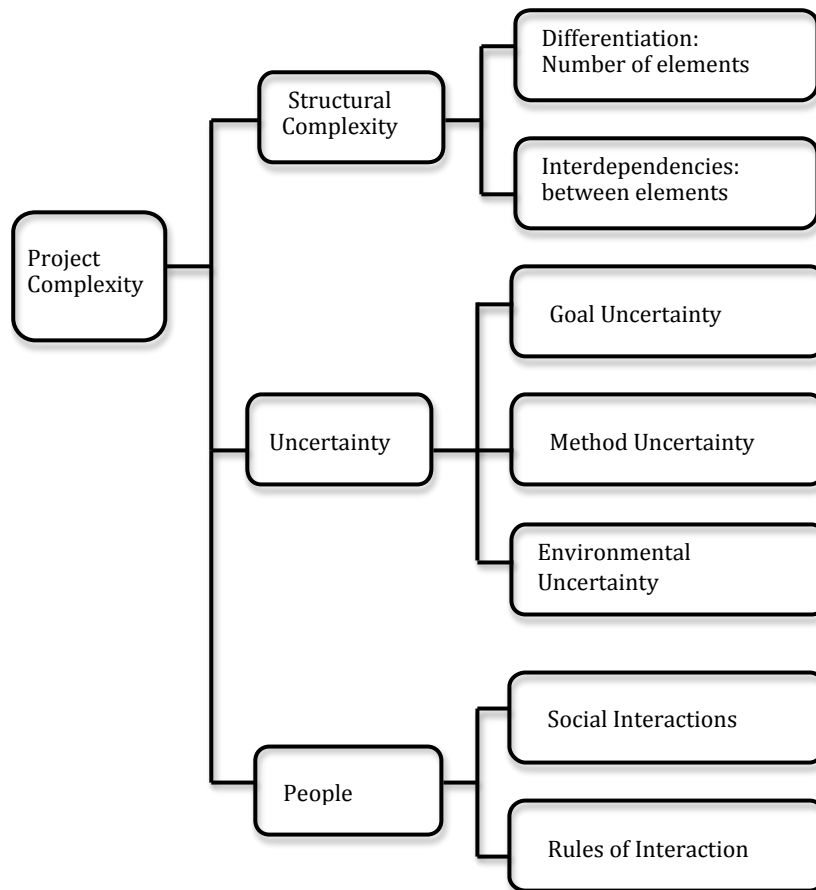 Project
Complexity
Structural
Complexity
Differentiation:
Number of elements
Interdependencies:
between elements
Uncertainty
Goal Uncertainty
Method Uncertainty
Environmental
Uncertainty
People
Social Interactions
Rules of Interaction